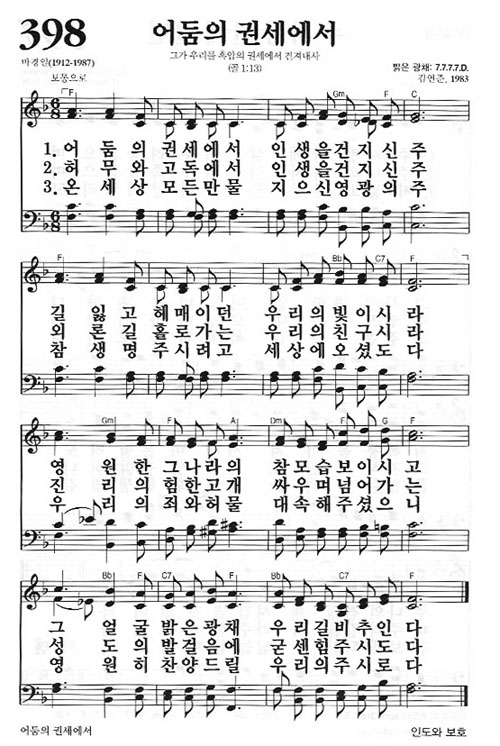 398 어둠의 권세에서
그가 우리를 흑암의 권세에서 건져내사
(골 1:13)
마경일(1912-1987)
보통으로
밝은 광채: 7.7.7.7.D.
김연준, 1983
F Gm F
1. 어 둠 의 권 세 에 서 인 생 을 건 지 신 주
2. 허 무 와 고 독 에 서 인 생 을 건 지 신 주
3. 온 세 상 모 든 만 물 지 으 신 영 광 의 주
F Bb C7 F
길 잃 고 헤 매 이 던 우 리 의 빛 이 시 라
외 론 길 홀 로 가 는 우 리 의 친 구 시 라
참 생 명 주 시 려 고 세 상 에 오 셨 도 다
Gm F A Dm F G C
영 원 한 그 나 라 의 참 모 습 보 이 시 고
진 리 의 험 한 고 개 싸 우 며 넘 어 가 는
우 리 의 죄 와 허 물 대 속 해 주 셨 으 니
F Bb F Bb C7 F
그 얼 굴 밝 은 광 채 우 리 길 비 추 인 다
성 도 의 발 걸 음 에 굳 센 힘 주 시 도 다
영 원 히 찬 양 드 릴 우 리 의 주 시 로 다
어둠의 권세에서 인도와 보호